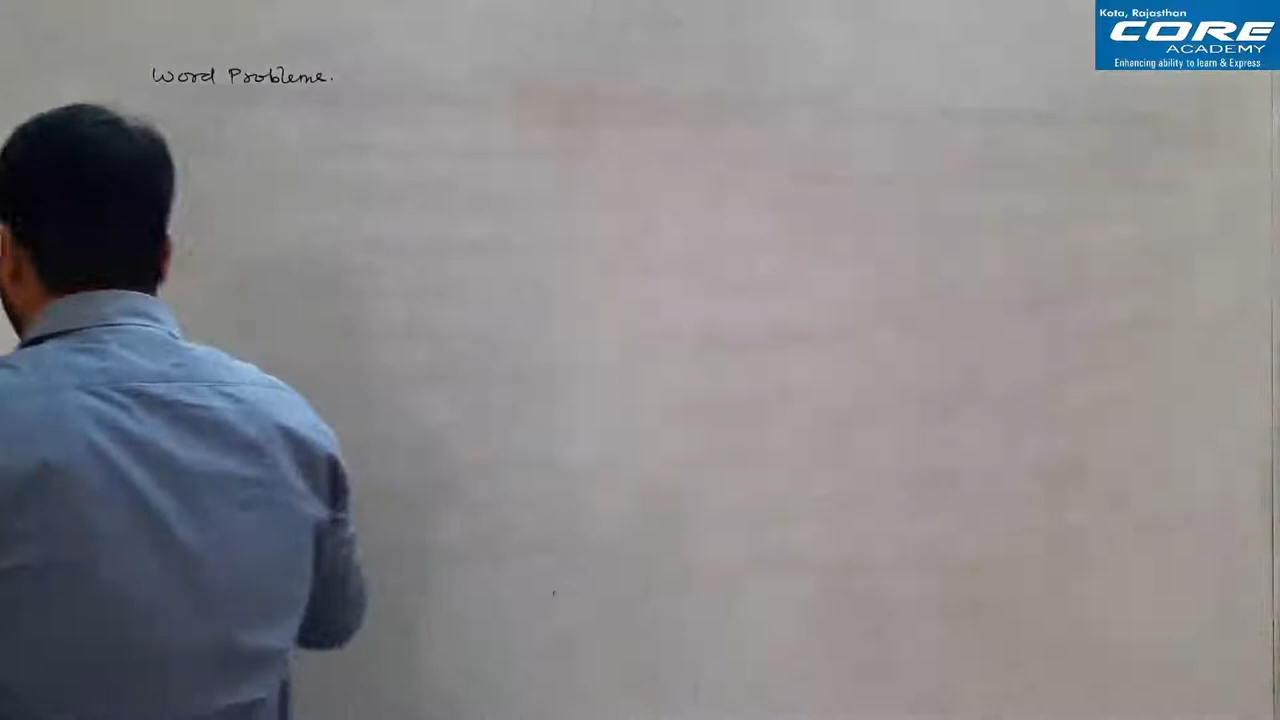 Kota, Rajasthan
CORE
ACADEMY
Enhancing ability to learn & Express
Word Probleme.